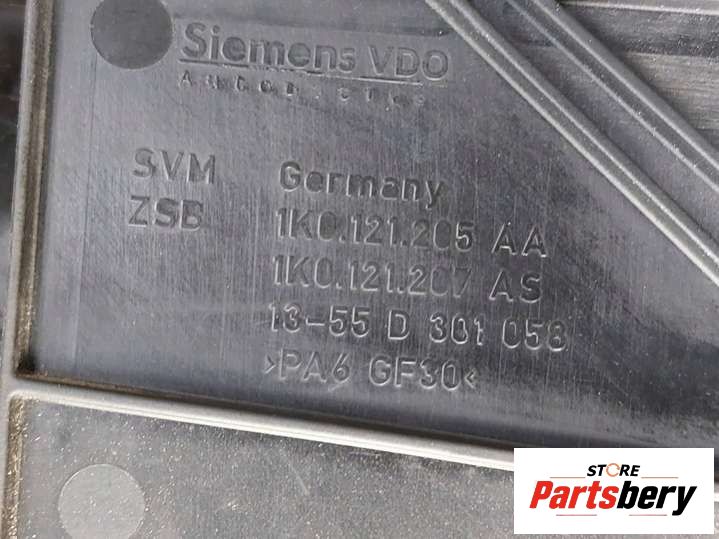 Siemens VDO
AUTOMOTIVE
SVM Germany
ZSB 1K0.121.205 AA
1K0.121.207 AS
13-55 D 301 058
>PA6 GF30<
STORE
Partsbery